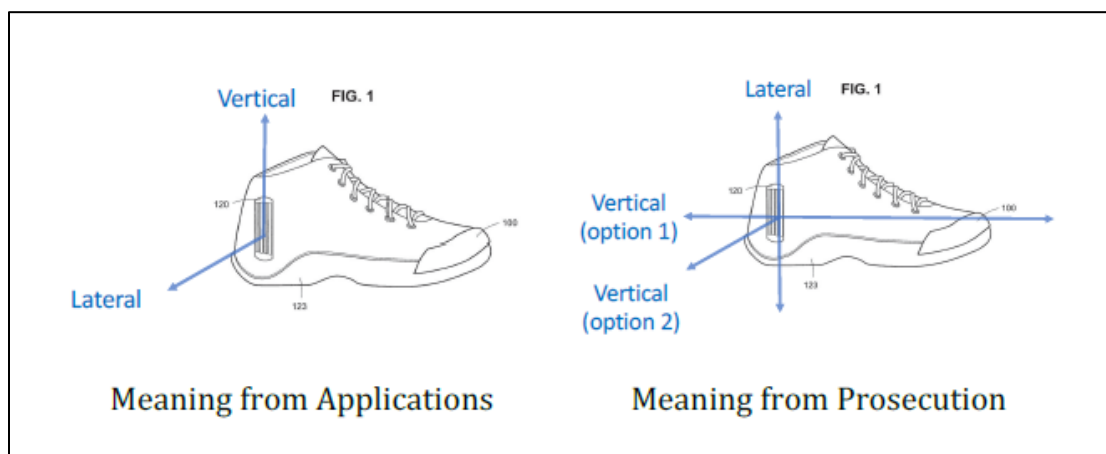 Vertical
FIG. 1
120
100
Lateral
123
Meaning from Applications
Lateral
FIG. 1
120
100
Vertical
(option 1)
Vertical
(option 2)
123
Meaning from Prosecution